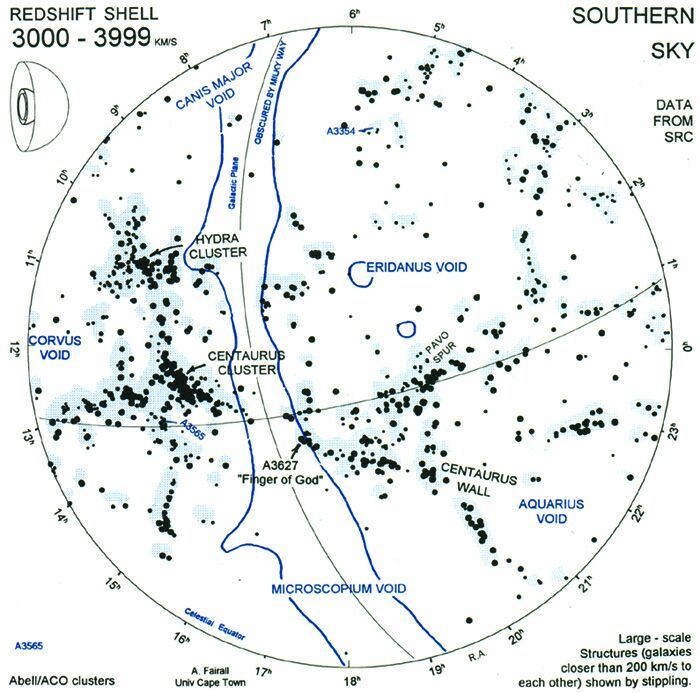 REDSHIFT SHELL
3000 - 3999 KM/S
SOUTHERN
SKY
DATA
FROM
SRC
7h
6h
5h
4h
3h
2h
1h
0h
23h
22h
21h
20h
19h
18h
17h
16h
15h
14h
13h
12h
11h
10h
9h
8h
CANIS MAJOR
VOID
OBSCURED BY MILKY WAY
Galactic Plane
A3354
HYDRA
CLUSTER
ERIDANUS VOID
CORVUS
VOID
CENTAURUS
CLUSTER
PAVO
SPUR
A3565
A3627
"Finger of God"
CENTAURUS
WALL
AQUARIUS
VOID
MICROSCOPIUM VOID
Celestial Equator
R.A.
A3565
Abell/ACO clusters
A. Fairall
Univ Cape Town
Large - scale
Structures (galaxies
closer than 200 km/s to
each other) shown by stippling.